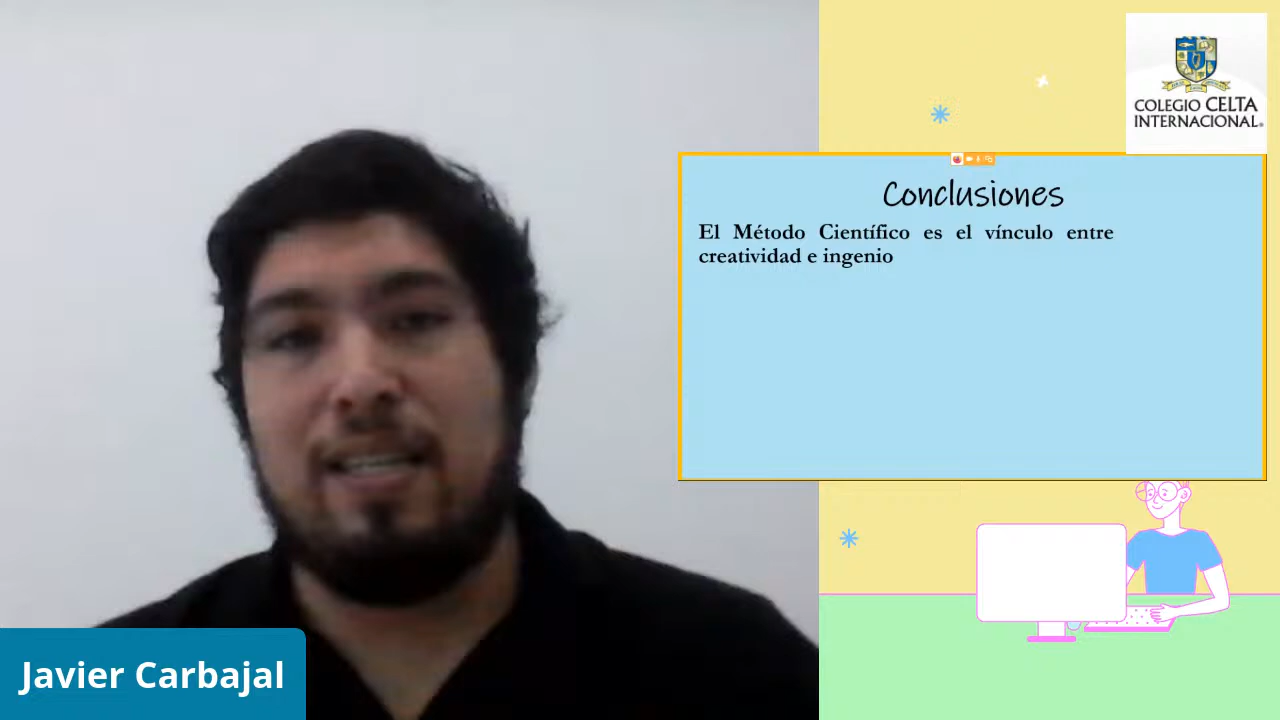 COLEGIO CELTA
INTERNACIONAL®
Conclusiones
El Método Científico es el vínculo entre
creatividad e ingenio
Javier Carbajal